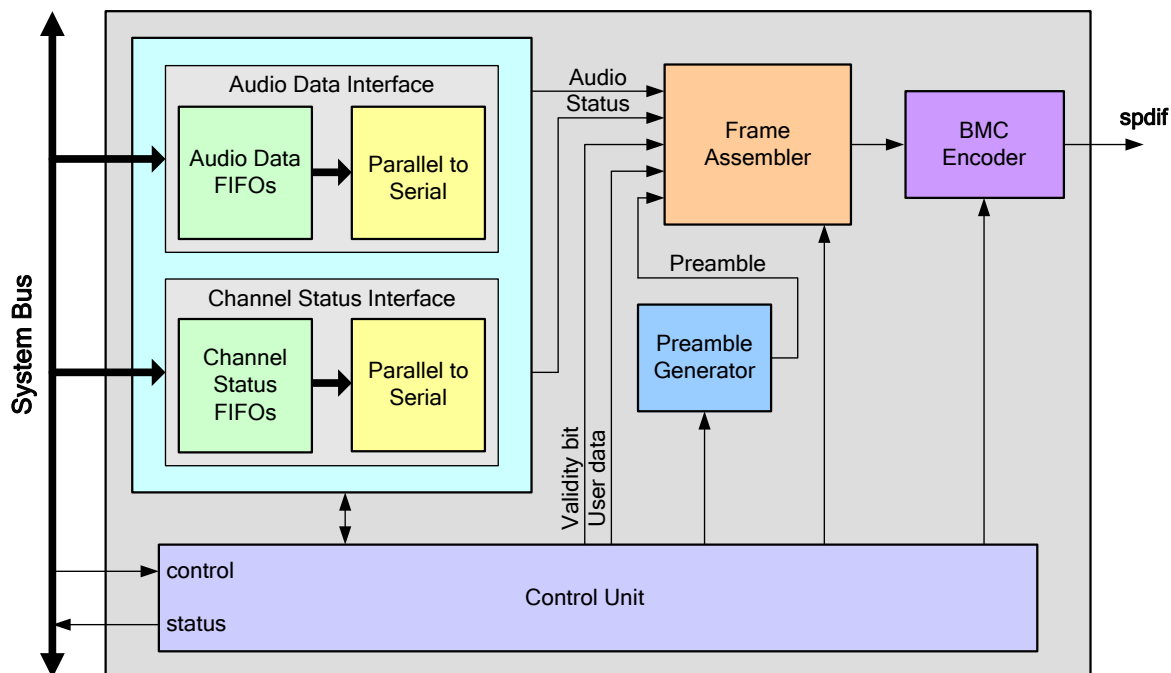 Audio Data Interface
Audio Data
FIFOs
Parallel to
Serial
Channel Status Interface
Channel
Status
FIFOs
Parallel to
Serial
System Bus
Audio
Status
Frame
Assembler
BMC
Encoder
spdif
Preamble
Preamble
Generator
Validity bit
User data
control
status
Control Unit